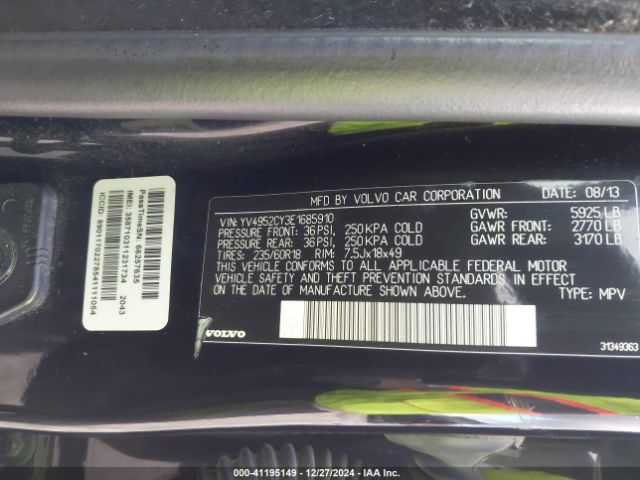 MFD. BY VOLVO CAR CORPORATION DATE: 08/13
VIN: YV4952CY3E1685910 GVWR: 5925 LB
PRESSURE FRONT: 36 PSI, 250 KPA COLD GAWR FRONT: 2770 LB
PRESSURE REAR: 36 PSI, 250 KPA COLD GAWR REAR: 3170 LB
TIRES: 235/60R18 RIM: 7.5Jx18x49
THIS VEHICLE CONFORMS TO ALL APPLICABLE FEDERAL MOTOR
VEHICLE SAFETY AND THEFT PREVENTION STANDARDS IN EFFECT
ON THE DATE OF MANUFACTURE SHOWN ABOVE. TYPE: MPV
VOLVO 31349363
PassTimeSN: 66257635
IMEI: 358710311231734 2043
ICCID: 89011702278541111054
000-41195149 - 12/27/2024 - IAA Inc.